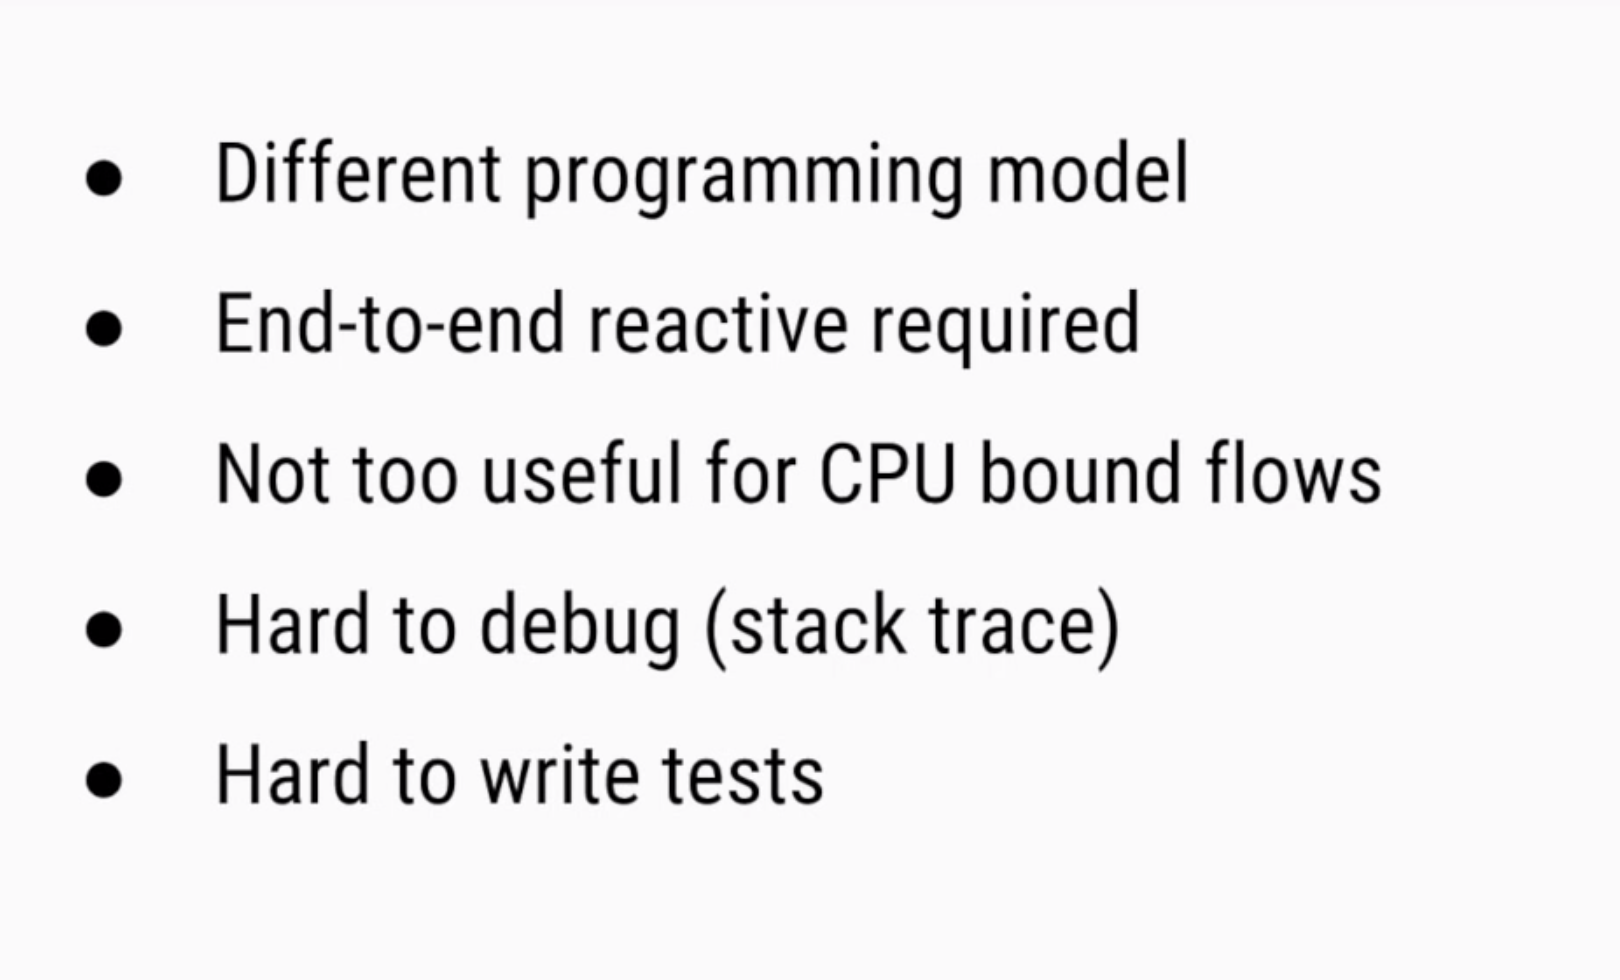 ● Different programming model
● End-to-end reactive required
● Not too useful for CPU bound flows
● Hard to debug (stack trace)
● Hard to write tests